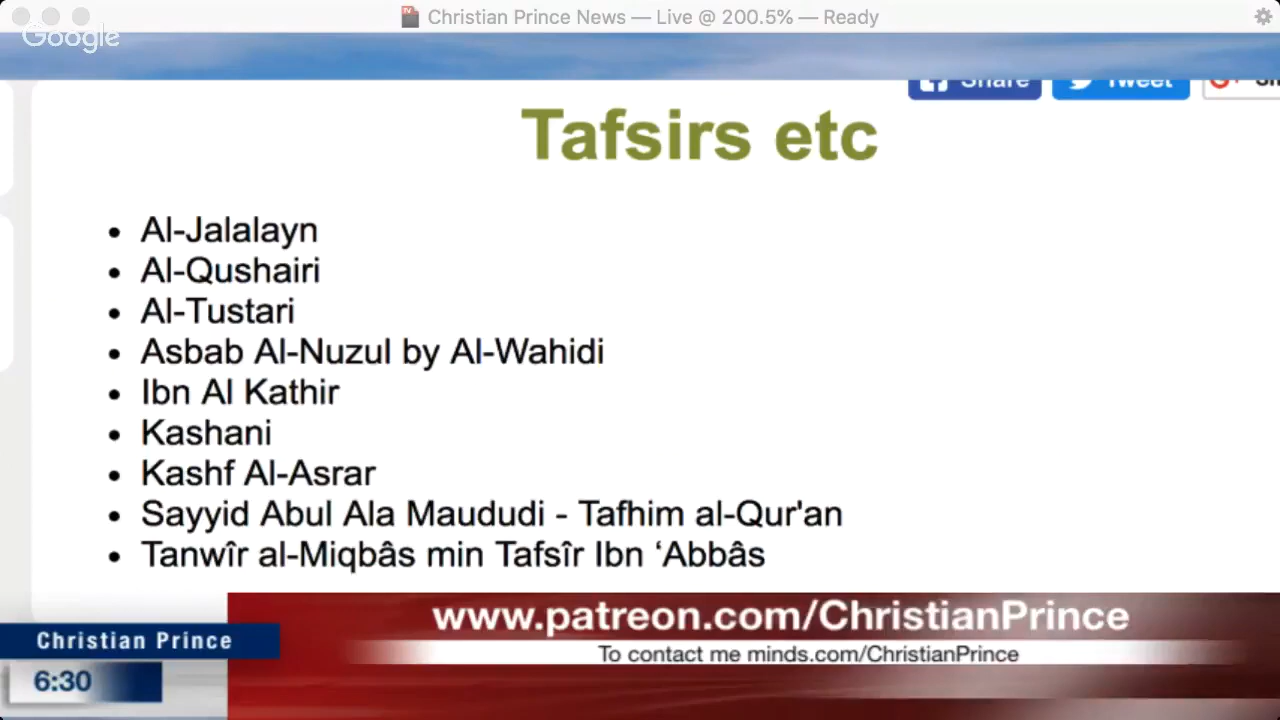 Christian Prince News — Live @ 200.5% — Ready
Google
Share
Tweet
Tafsirs etc
• Al-Jalalayn
• Al-Qushairi
• Al-Tustari
• Asbab Al-Nuzul by Al-Wahidi
• Ibn Al Kathir
• Kashani
• Kashf Al-Asrar
• Sayyid Abul Ala Maududi - Tafhim al-Qur'an
• Tanwîr al-Miqbâs min Tafsîr Ibn ‘Abbâs
www.patreon.com/ChristianPrince
To contact me minds.com/ChristianPrince
Christian Prince
6:30